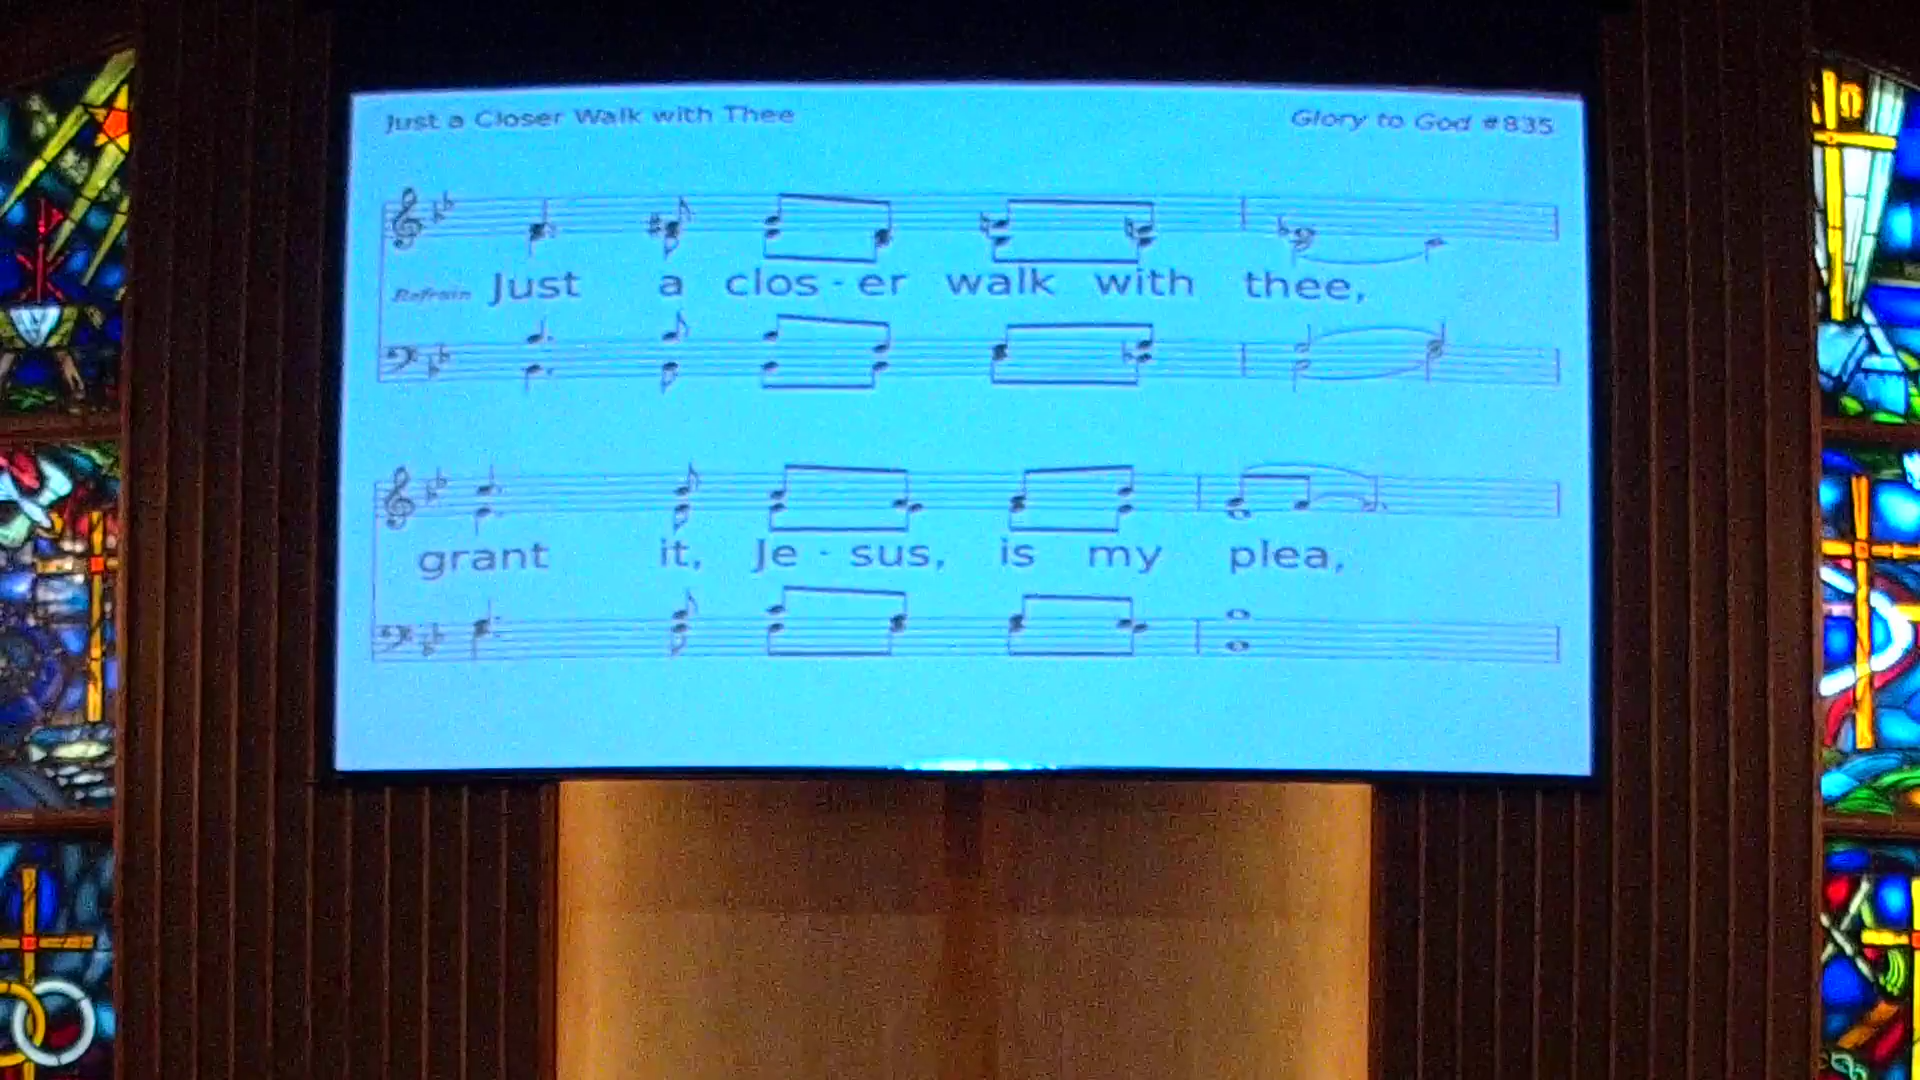 Just a Closer Walk with Thee
Glory to God #835
Refrain Just a clos - er walk with thee,
grant it, Je - sus, is my plea,